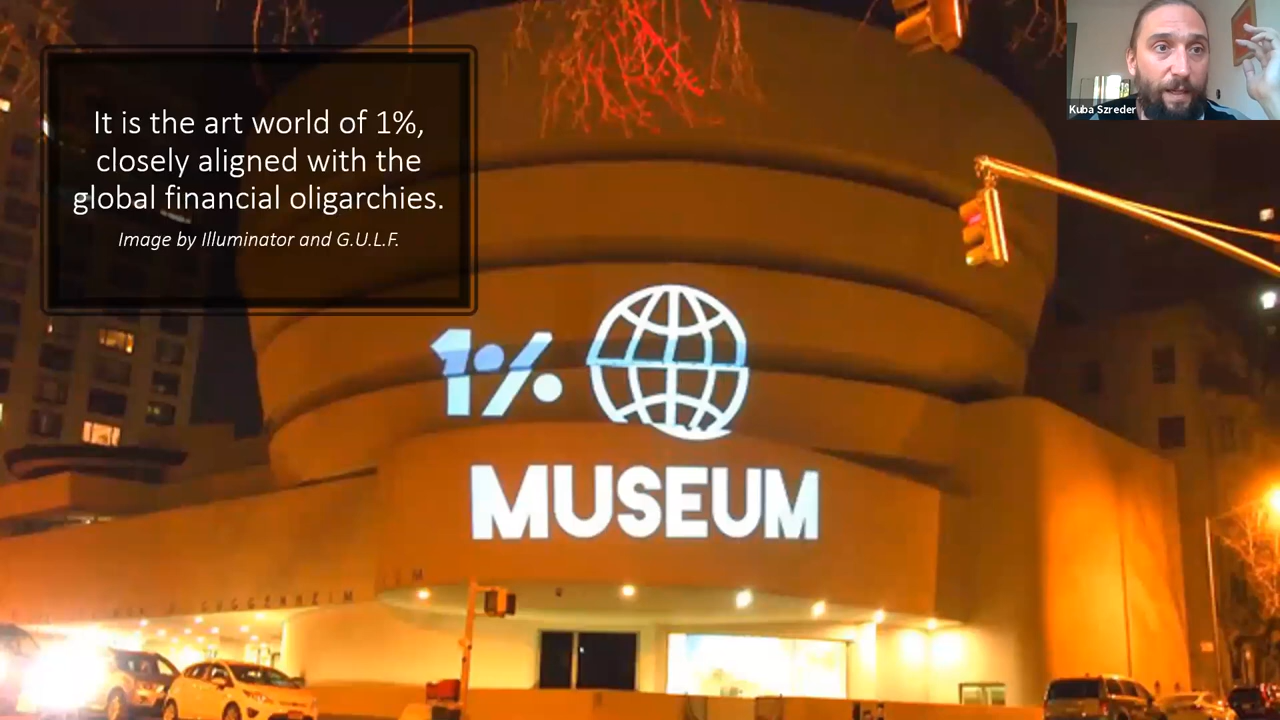 It is the art world of 1%,
closely aligned with the
global financial oligarchies.
Image by Illuminator and G.U.L.F.
Kuba Szreder
1%
MUSEUM
GUGGENHEIM